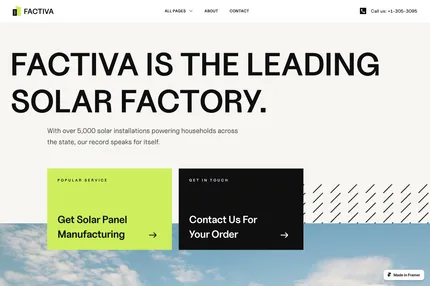 FACTIVA
ALL PAGES
ABOUT
CONTACT
Call us: +1-305-3095
FACTIVA IS THE LEADING
SOLAR FACTORY.
With over 5,000 solar installations powering households across
the state, our record speaks for itself.
POPULAR SERVICE
Get Solar Panel
Manufacturing
GET IN TOUCH
Contact Us For
Your Order
Made in Framer